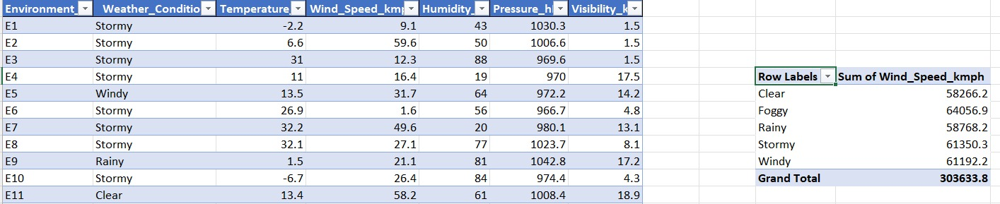 Environment_ Weather_Conditio Temperature_ Wind_Speed_kmp Humidity_ Pressure_h Visibility_k
E1 Stormy -2.2 9.1 43 1030.3 1.5
E2 Stormy 6.6 59.6 50 1006.6 1.5
E3 Stormy 31 12.3 88 969.6 1.5
E4 Stormy 11 16.4 19 970 17.5 Row Labels Sum of Wind_Speed_kmph
E5 Windy 13.5 31.7 64 972.2 14.2 Clear 58266.2
E6 Stormy 26.9 1.6 56 966.7 4.8 Foggy 64056.9
E7 Stormy 32.2 49.6 20 980.1 13.1 Rainy 58768.2
E8 Stormy 32.1 27.1 77 1023.7 8.1 Stormy 61350.3
E9 Rainy 1.5 21.1 81 1042.8 17.2 Windy 61192.2
E10 Stormy -6.7 26.4 84 974.4 4.3 Grand Total 303633.8
E11 Clear 13.4 58.2 61 1008.4 18.9